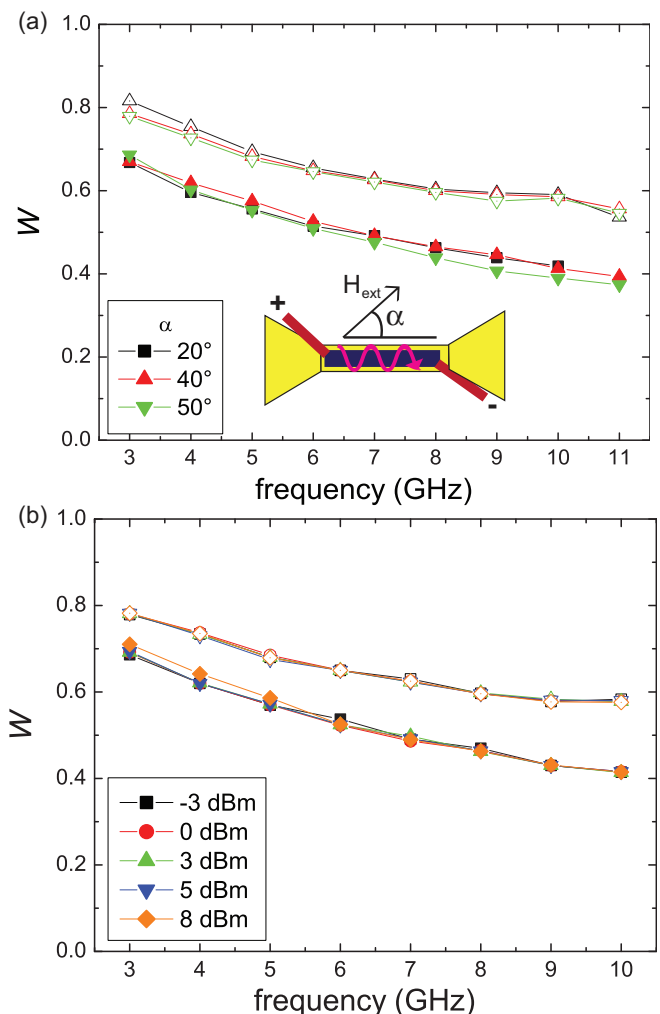 (a)
1.0
0.8
0.6
0.4
0.2
0.0
W
α
20°
40°
50°
+
H_ext
α
-
3 4 5 6 7 8 9 10 11
frequency (GHz)
(b)
1.0
0.8
0.6
0.4
0.2
0.0
W
-3 dBm
0 dBm
3 dBm
5 dBm
8 dBm
3 4 5 6 7 8 9 10
frequency (GHz)